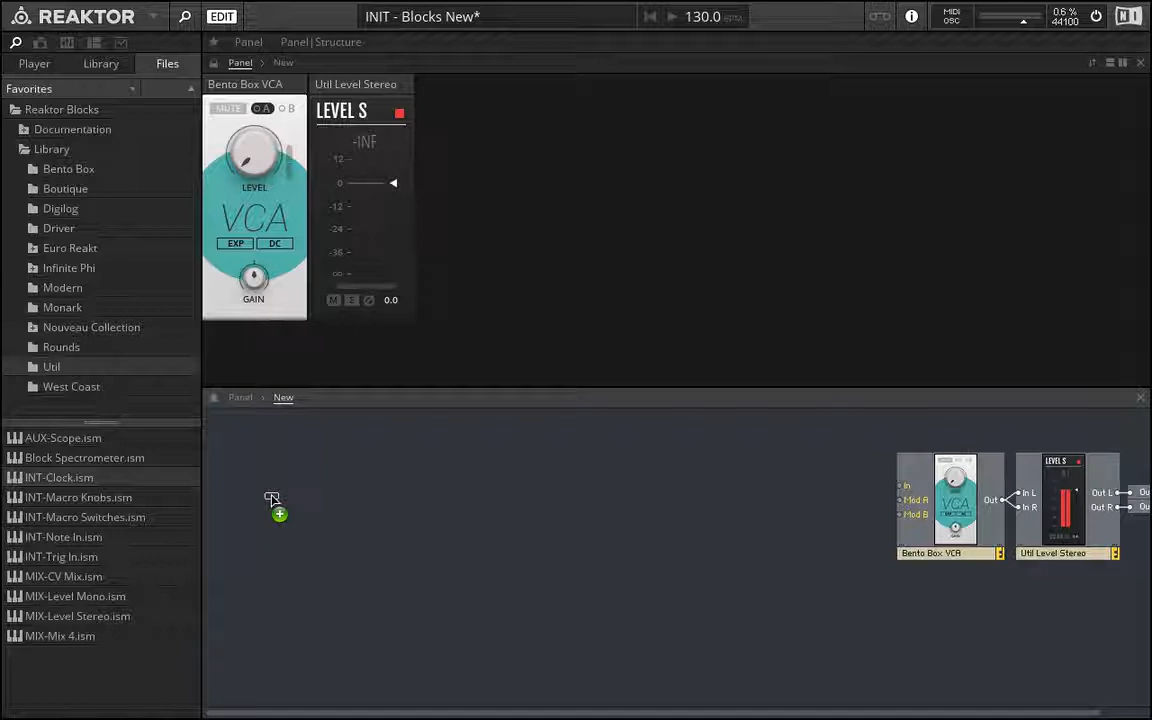 REAKTOR
EDIT
INIT - Blocks New*
130.0 BPM
MIDI
OSC
0.6 %
44100
Panel
Panel|Structure
Player
Library
Files
Panel
New
Favorites
Bento Box VCA
Util Level Stereo
Reaktor Blocks
Documentation
Library
Bento Box
Boutique
Digilog
Driver
Euro Reakt
Infinite Phi
Modern
Monark
Nouveau Collection
Rounds
Util
West Coast
MUTE
A
B
LEVEL
VCA
EXP
DC
GAIN
LEVEL S
-INF
12
0
-12
-24
-36
∞
M
0.0
Panel
New
AUX-Scope.ism
Block Spectrometer.ism
INT-Clock.ism
INT-Macro Knobs.ism
INT-Macro Switches.ism
INT-Note In.ism
INT-Trig In.ism
MIX-CV Mix.ism
MIX-Level Mono.ism
MIX-Level Stereo.ism
MIX-Mix 4.ism
In
Mod A
Mod B
VCA
Out
Bento Box VCA
LEVEL S
In L
In R
Out L
Out R
Util Level Stereo
Ou
Ou